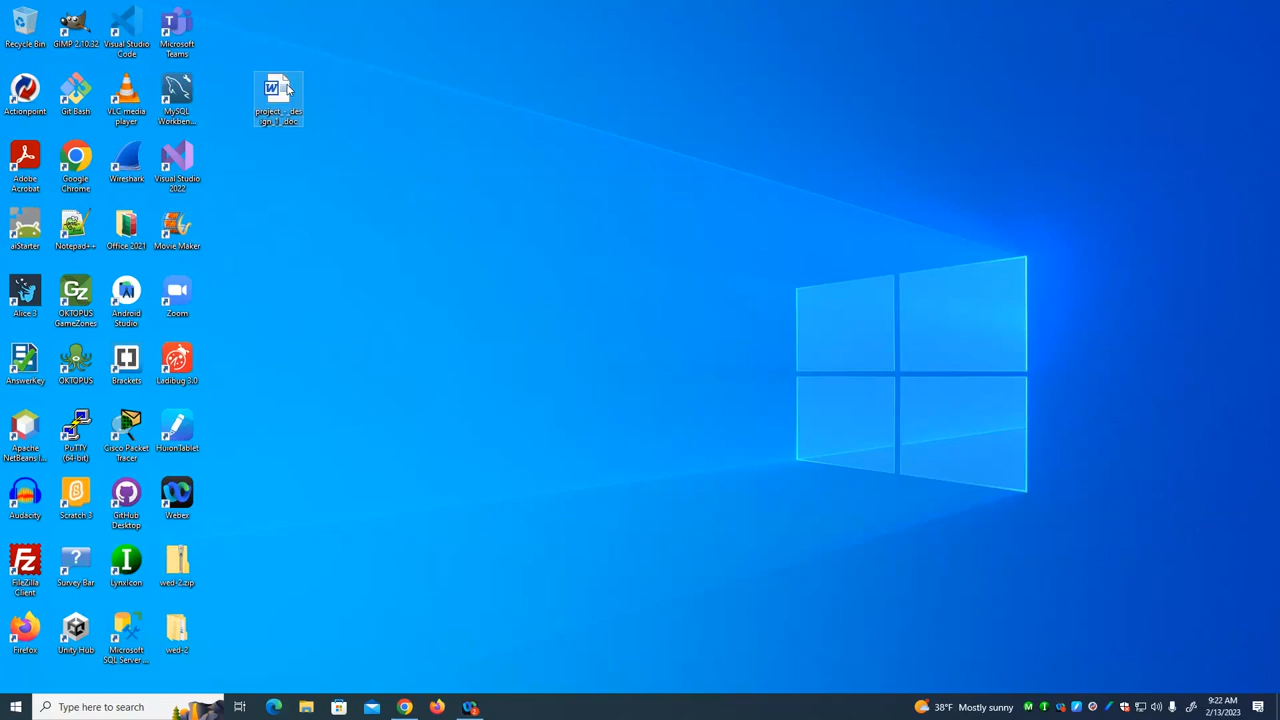 Recycle Bin
GIMP 2.10.32
Visual Studio
Code
Microsoft
Teams
Actionpoint
Git Bash
VLC media
player
MySQL
Workben...
project_-_des
ign_1_.doc
Adobe
Acrobat
Google
Chrome
Wireshark
Visual Studio
2022
aiStarter
Notepad++
Office 2021
Movie Maker
Alice 3
OKTOPUS
GameZones
Android
Studio
Zoom
AnswerKey
OKTOPUS
Brackets
Ladibug 3.0
Apache
NetBeans I...
PuTTY
(64-bit)
Cisco Packet
Tracer
HuionTablet
Audacity
Scratch 3
GitHub
Desktop
Webex
FileZilla
Client
Survey Bar
Lynxicon
wed-2.zip
Firefox
Unity Hub
Microsoft
SQL Server ...
wed-2
Type here to search
38°F Mostly sunny
9:22 AM
2/13/2023